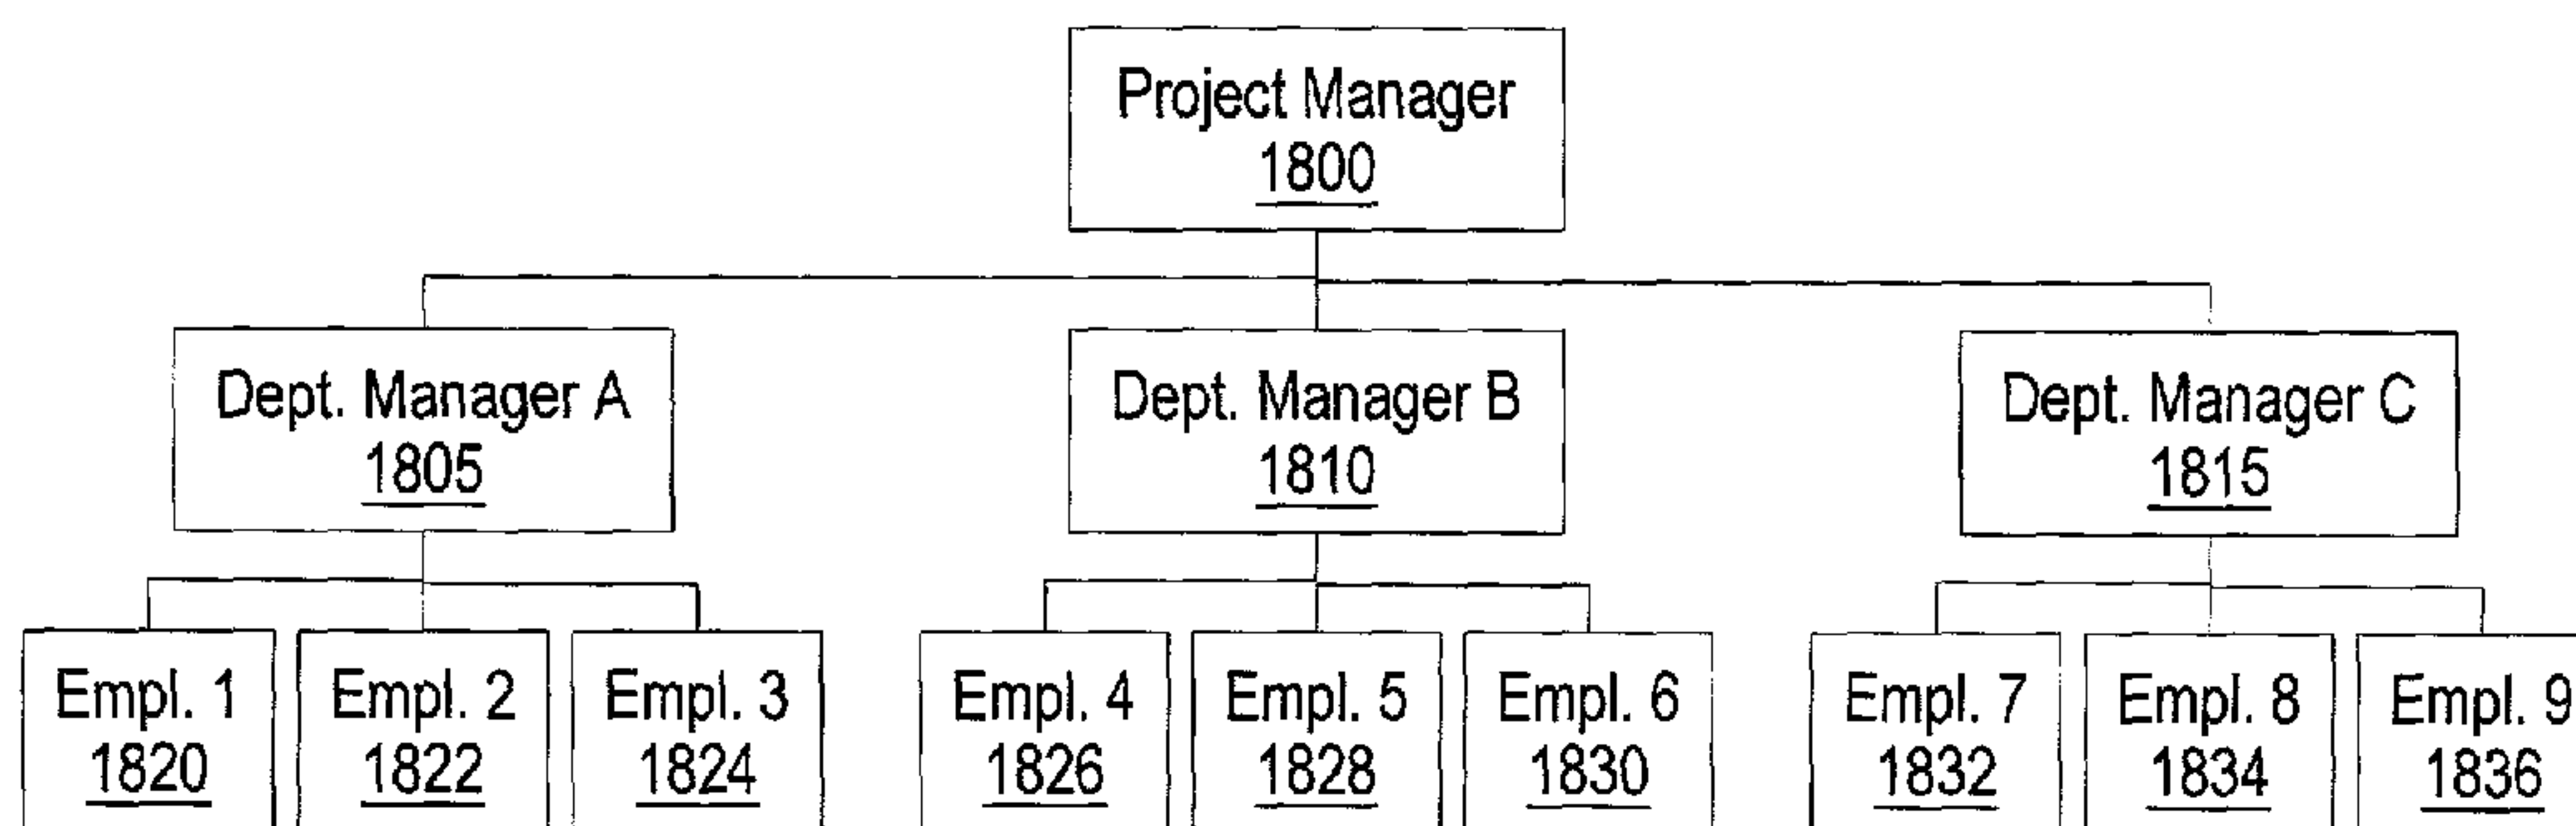 Project Manager
1800
Dept. Manager A
1805
Dept. Manager B
1810
Dept. Manager C
1815
Empl. 1
1820
Empl. 2
1822
Empl. 3
1824
Empl. 4
1826
Empl. 5
1828
Empl. 6
1830
Empl. 7
1832
Empl. 8
1834
Empl. 9
1836